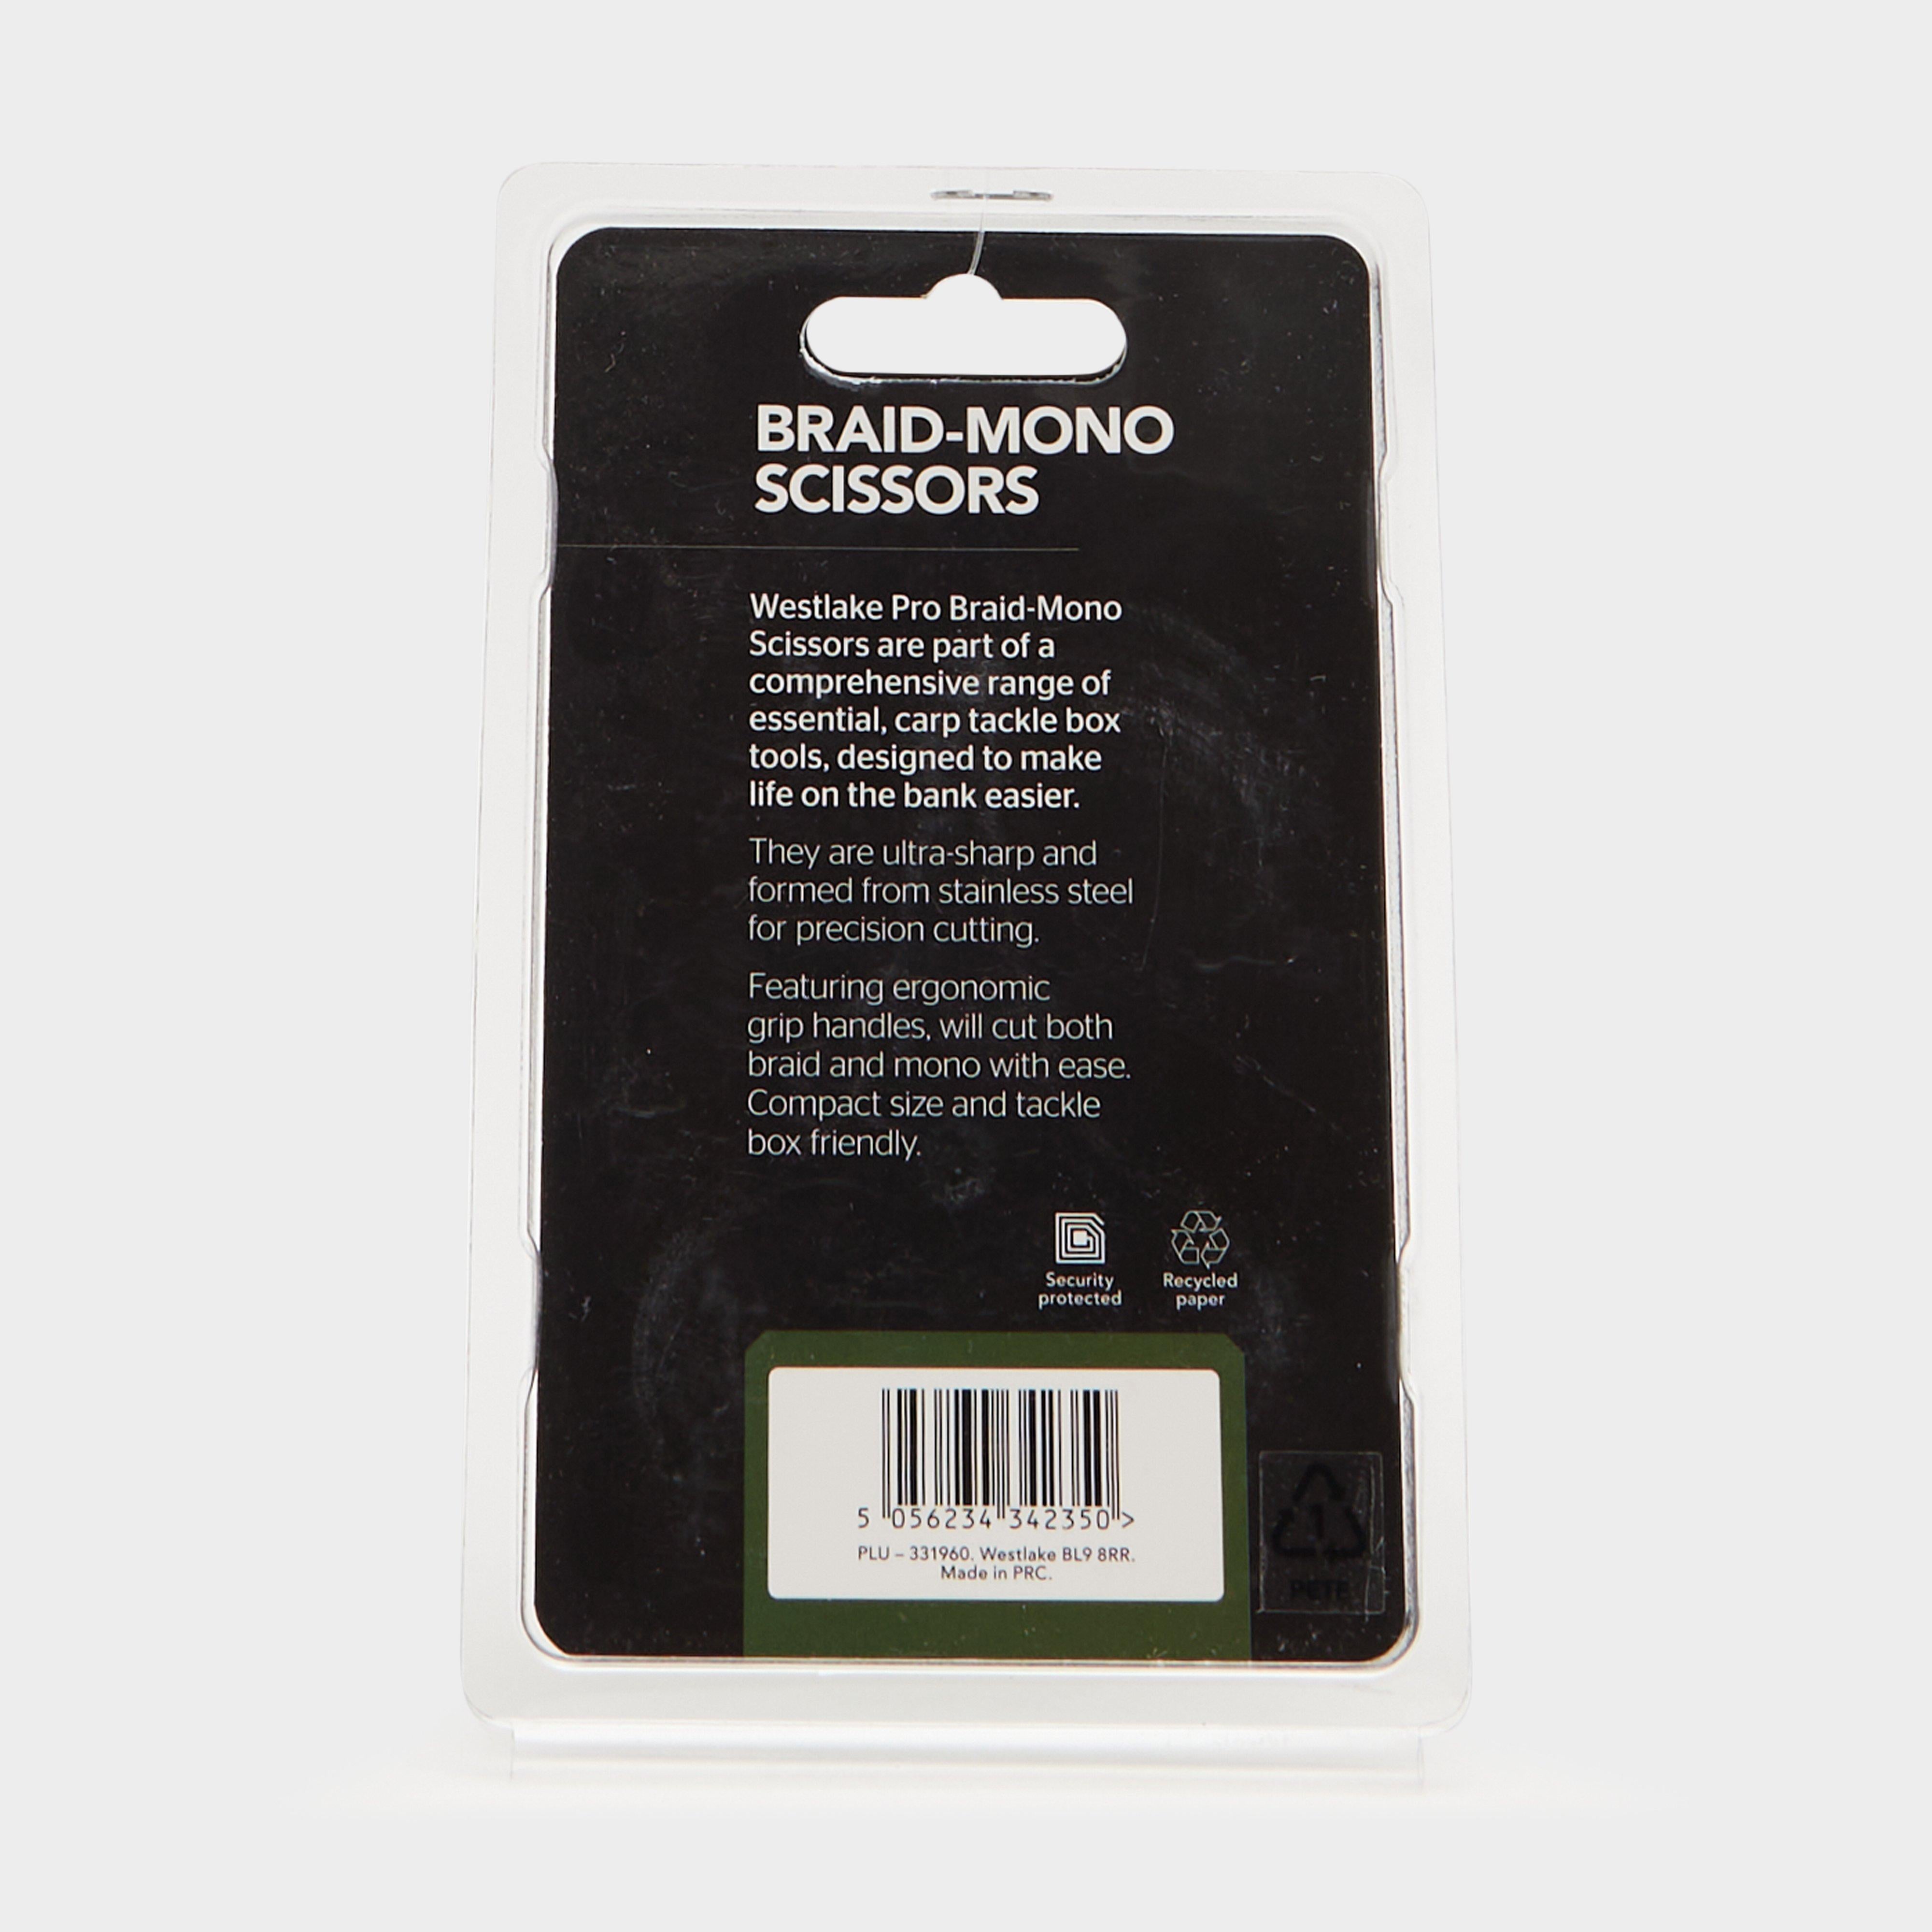 BRAID-MONO
SCISSORS
Westlake Pro Braid-Mono
Scissors are part of a
comprehensive range of
essential, carp tackle box
tools, designed to make
life on the bank easier.
They are ultra-sharp and
formed from stainless steel
for precision cutting.
Featuring ergonomic
grip handles, will cut both
braid and mono with ease.
Compact size and tackle
box friendly.
Security
protected
Recycled
paper
5 056234 342350 >
PLU – 331960. Westlake BL9 8RR.
Made in PRC.
1
PETE